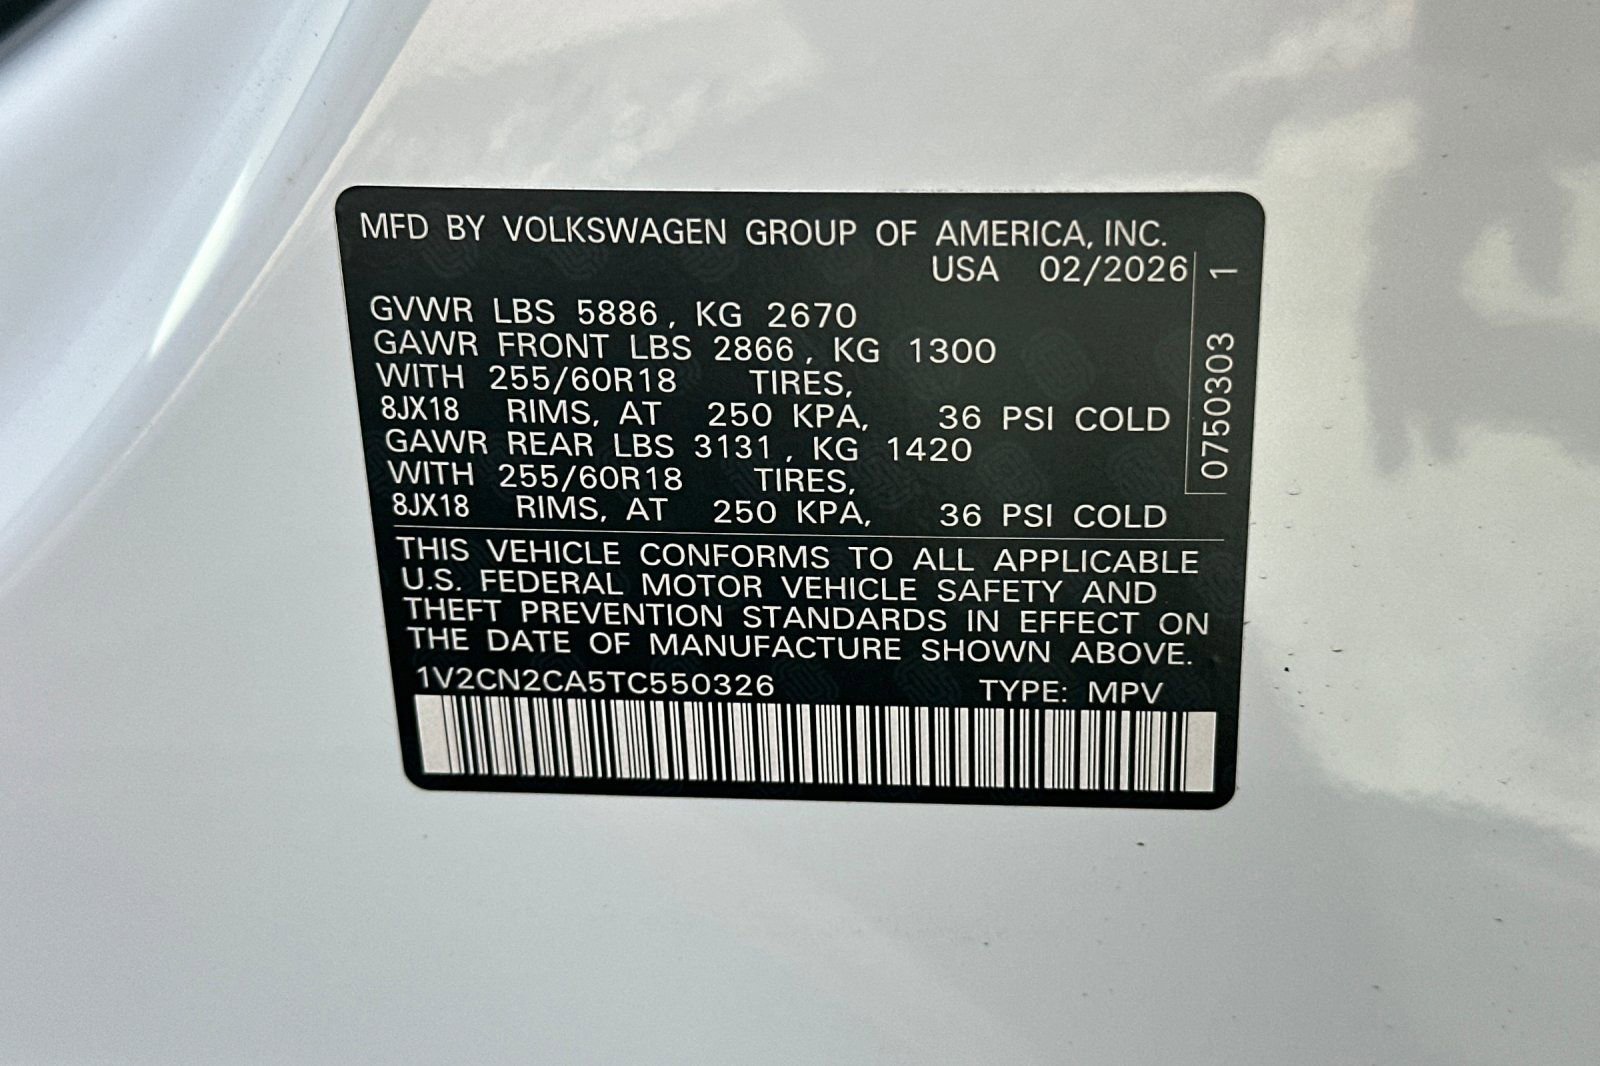 MFD BY VOLKSWAGEN GROUP OF AMERICA, INC.
USA 02/2026
GVWR LBS 5886, KG 2670
GAWR FRONT LBS 2866, KG 1300
WITH 255/60R18 TIRES,
8JX18 RIMS, AT 250 KPA, 36 PSI COLD
GAWR REAR LBS 3131, KG 1420
WITH 255/60R18 TIRES,
8JX18 RIMS, AT 250 KPA, 36 PSI COLD
THIS VEHICLE CONFORMS TO ALL APPLICABLE
U.S. FEDERAL MOTOR VEHICLE SAFETY AND
THEFT PREVENTION STANDARDS IN EFFECT ON
THE DATE OF MANUFACTURE SHOWN ABOVE.
1V2CN2CA5TC550326 TYPE: MPV
0750303 1